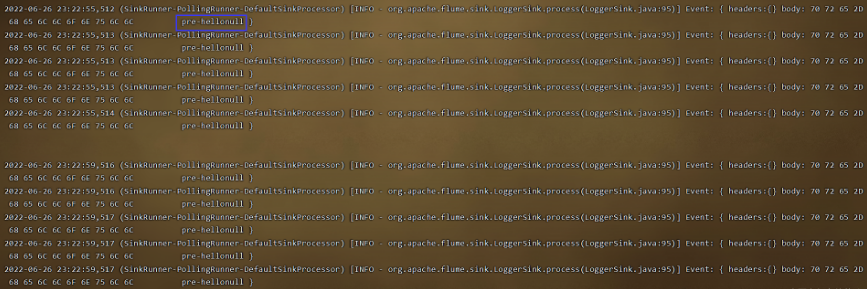 2022-06-26 23:22:55,512 (SinkRunner-PollingRunner-DefaultSinkProcessor) [INFO - org.apache.flume.sink.LoggerSink.process(LoggerSink.java:95)] Event: { headers:{} body: 70 72 65 2D
68 65 6C 6C 6F 6E 75 6C 6C pre-hellonull }
2022-06-26 23:22:55,513 (SinkRunner-PollingRunner-DefaultSinkProcessor) [INFO - org.apache.flume.sink.LoggerSink.process(LoggerSink.java:95)] Event: { headers:{} body: 70 72 65 2D
68 65 6C 6C 6F 6E 75 6C 6C pre-hellonull }
2022-06-26 23:22:55,513 (SinkRunner-PollingRunner-DefaultSinkProcessor) [INFO - org.apache.flume.sink.LoggerSink.process(LoggerSink.java:95)] Event: { headers:{} body: 70 72 65 2D
68 65 6C 6C 6F 6E 75 6C 6C pre-hellonull }
2022-06-26 23:22:55,513 (SinkRunner-PollingRunner-DefaultSinkProcessor) [INFO - org.apache.flume.sink.LoggerSink.process(LoggerSink.java:95)] Event: { headers:{} body: 70 72 65 2D
68 65 6C 6C 6F 6E 75 6C 6C pre-hellonull }
2022-06-26 23:22:55,514 (SinkRunner-PollingRunner-DefaultSinkProcessor) [INFO - org.apache.flume.sink.LoggerSink.process(LoggerSink.java:95)] Event: { headers:{} body: 70 72 65 2D
68 65 6C 6C 6F 6E 75 6C 6C pre-hellonull }
2022-06-26 23:22:59,516 (SinkRunner-PollingRunner-DefaultSinkProcessor) [INFO - org.apache.flume.sink.LoggerSink.process(LoggerSink.java:95)] Event: { headers:{} body: 70 72 65 2D
68 65 6C 6C 6F 6E 75 6C 6C pre-hellonull }
2022-06-26 23:22:59,516 (SinkRunner-PollingRunner-DefaultSinkProcessor) [INFO - org.apache.flume.sink.LoggerSink.process(LoggerSink.java:95)] Event: { headers:{} body: 70 72 65 2D
68 65 6C 6C 6F 6E 75 6C 6C pre-hellonull }
2022-06-26 23:22:59,517 (SinkRunner-PollingRunner-DefaultSinkProcessor) [INFO - org.apache.flume.sink.LoggerSink.process(LoggerSink.java:95)] Event: { headers:{} body: 70 72 65 2D
68 65 6C 6C 6F 6E 75 6C 6C pre-hellonull }
2022-06-26 23:22:59,517 (SinkRunner-PollingRunner-DefaultSinkProcessor) [INFO - org.apache.flume.sink.LoggerSink.process(LoggerSink.java:95)] Event: { headers:{} body: 70 72 65 2D
68 65 6C 6C 6F 6E 75 6C 6C pre-hellonull }
2022-06-26 23:22:59,517 (SinkRunner-PollingRunner-DefaultSinkProcessor) [INFO - org.apache.flume.sink.LoggerSink.process(LoggerSink.java:95)] Event: { headers:{} body: 70 72 65 2D
68 65 6C 6C 6F 6E 75 6C 6C pre-hellonull }